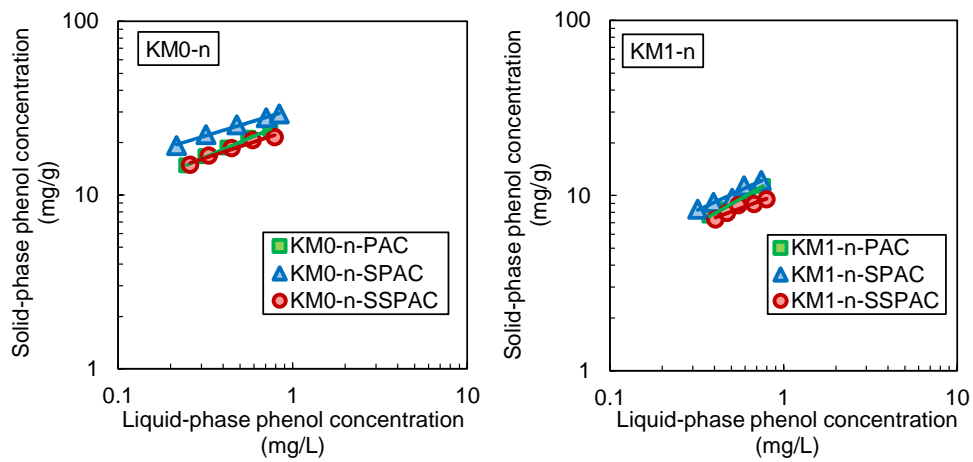 Solid-phase phenol concentration
(mg/g)
100
10
1
KM0-n
KM0-n-PAC
KM0-n-SPAC
KM0-n-SSPAC
0.1
1
10
Liquid-phase phenol concentration
(mg/L)
Solid-phase phenol concentration
(mg/g)
100
10
1
KM1-n
KM1-n-PAC
KM1-n-SPAC
KM1-n-SSPAC
0.1
1
10
Liquid-phase phenol concentration
(mg/L)